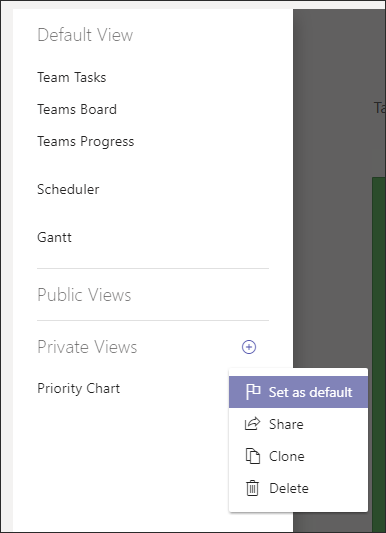 Default View
Team Tasks
Teams Board
Teams Progress
Scheduler
Gantt
Public Views
Private Views
Priority Chart
Set as default
Share
Clone
Delete